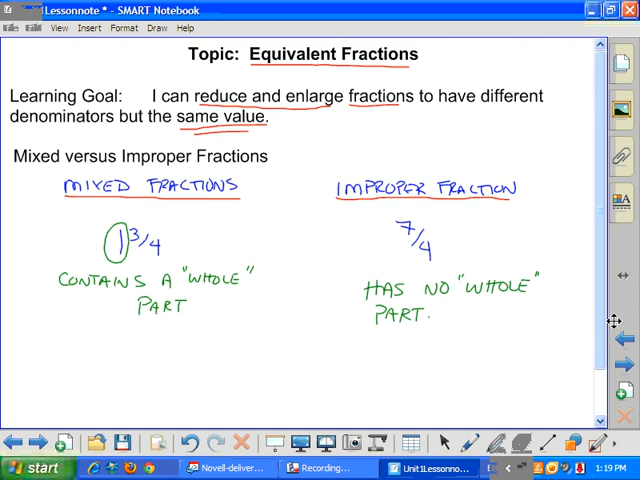 Lessonnote * - SMART Notebook
View Insert Format Draw Help
Topic: Equivalent Fractions
Learning Goal: I can reduce and enlarge fractions to have different
denominators but the same value.
Mixed versus Improper Fractions
MIXED FRACTIONS
IMPROPER FRACTION
1 3/4
7/4
CONTAINS A "WHOLE"
PART
HAS NO "WHOLE"
PART.
start
Novell-deliver...
Recording...
Unit1Lessonno...
1:19 PM